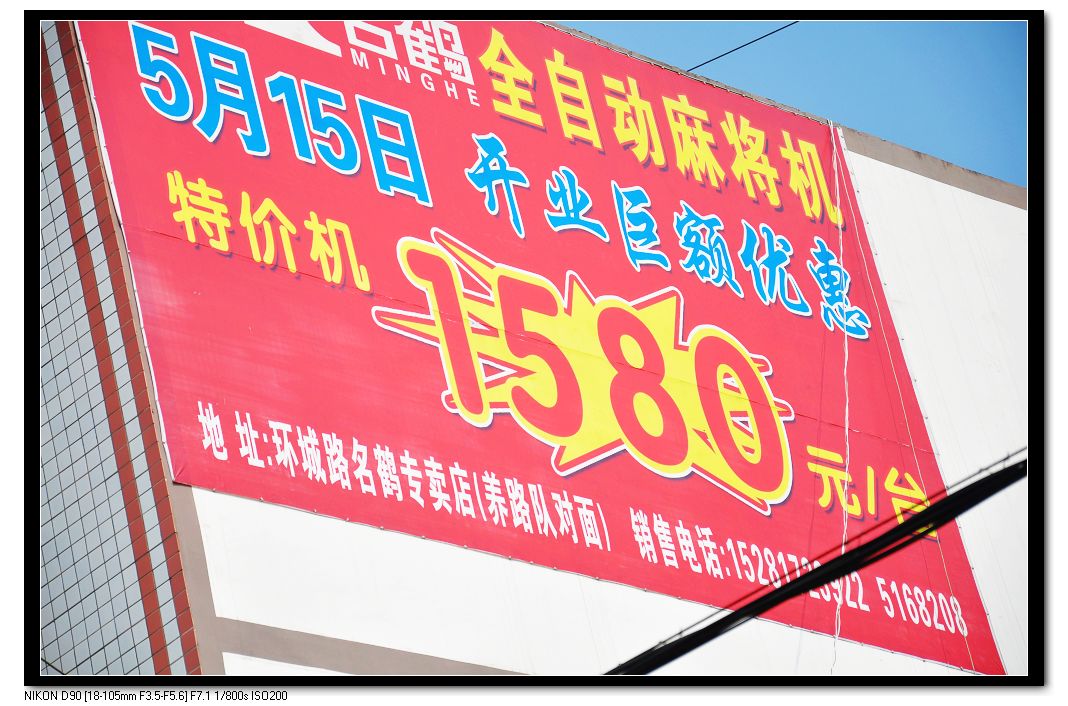 名鹤
MINGHE
全自动麻将机
5月15日
开业巨额优惠
特价机
1580
元/台
地 址:环城路名鹤专卖店(养路队对面) 销售电话:15281723922 5168208
NIKON D90 [18-105mm F3.5-F5.6] F7.1 1/800s ISO200